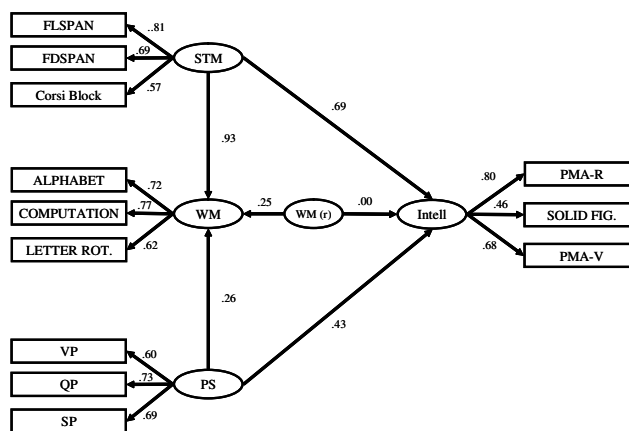 FLSPAN
..81
FDSPAN
.69
STM
Corsi Block
.57
.69
.93
ALPHABET
.72
.80
PMA-R
COMPUTATION
.77
WM
.25
WM (r)
.00
Intell
.46
SOLID FIG.
LETTER ROT.
.62
.68
PMA-V
.26
.43
VP
.60
QP
.73
PS
SP
.69